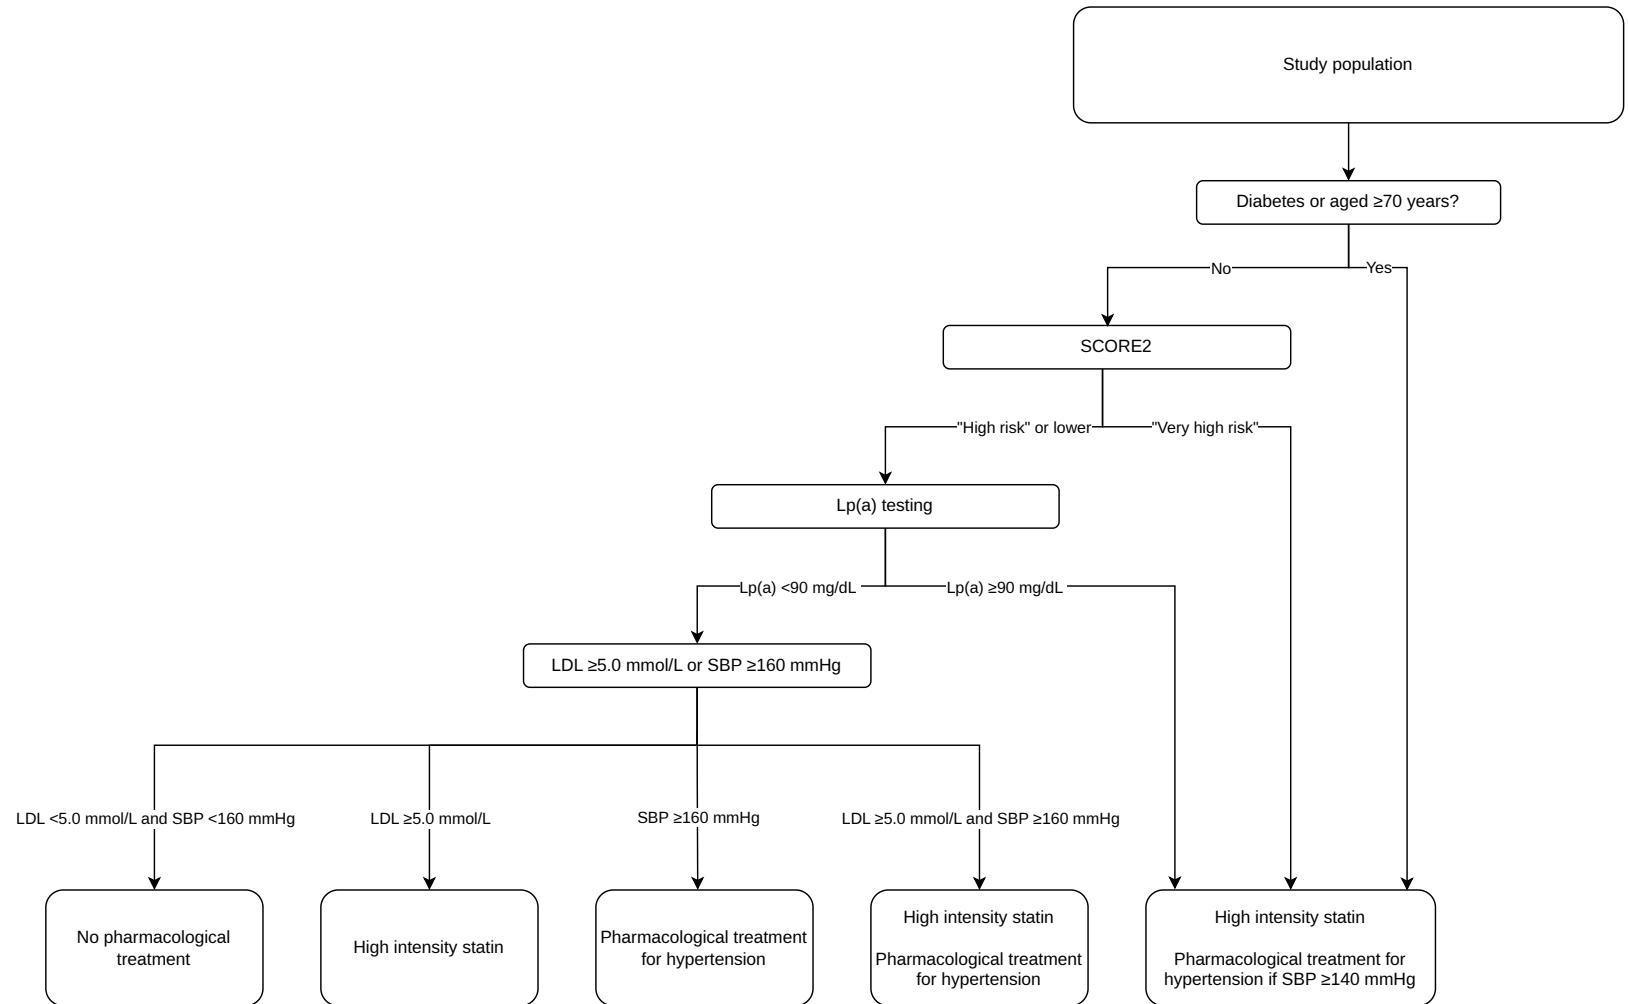 Study population
Diabetes or aged ≥70 years?
No
Yes
SCORE2
"High risk" or lower
"Very high risk"
Lp(a) testing
Lp(a) <90 mg/dL
Lp(a) ≥90 mg/dL
LDL ≥5.0 mmol/L or SBP ≥160 mmHg
LDL <5.0 mmol/L and SBP <160 mmHg
LDL ≥5.0 mmol/L
SBP ≥160 mmHg
LDL ≥5.0 mmol/L and SBP ≥160 mmHg
No pharmacological
treatment
High intensity statin
Pharmacological treatment
for hypertension
High intensity statin
Pharmacological treatment
for hypertension
High intensity statin
Pharmacological treatment for
hypertension if SBP ≥140 mmHg